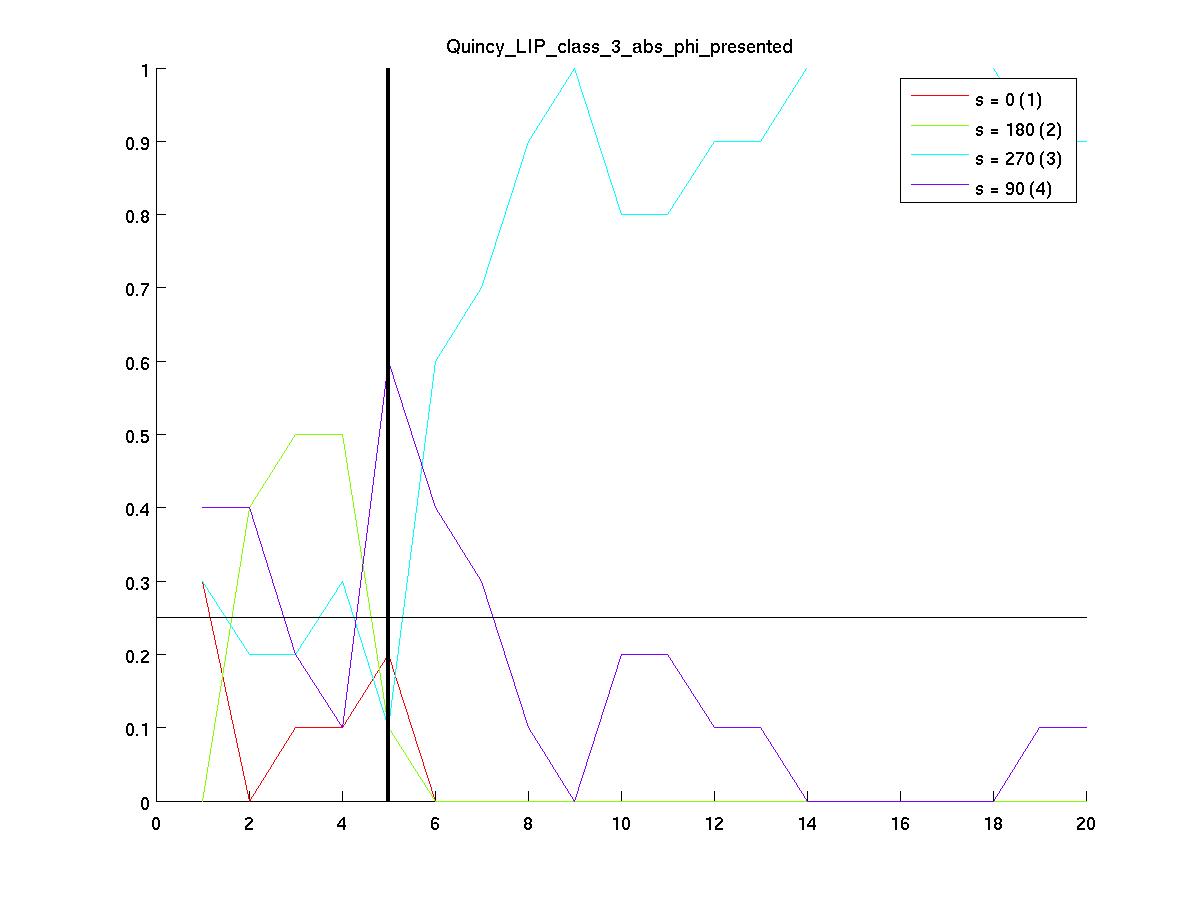 Quincy_LIP_class_3_abs_phi_presented
1
0.9
0.8
0.7
0.6
0.5
0.4
0.3
0.2
0.1
0
s = 0 (1)
s = 180 (2)
s = 270 (3)
s = 90 (4)
0 2 4 6 8 10 12 14 16 18 20